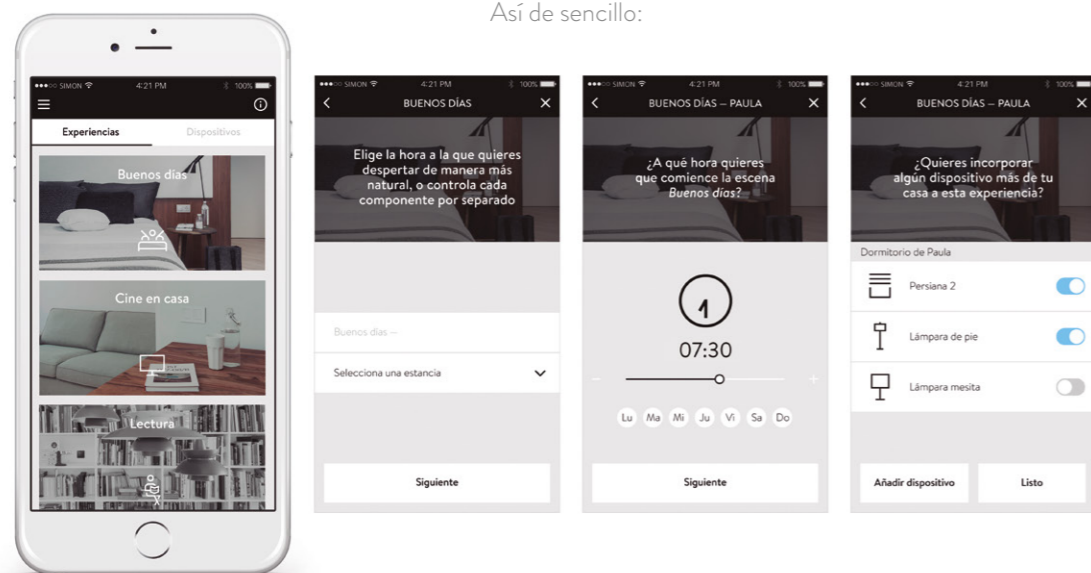 Así de sencillo:
SIMON 4:21 PM 100%
Experiencias Dispositivos
Buenos días
Cine en casa
Lectura
SIMON 4:21 PM 100%
BUENOS DÍAS
Elige la hora a la que quieres
despertar de manera más
natural, o controla cada
componente por separado
Buenos días –
Selecciona una estancia
Siguiente
SIMON 4:21 PM 100%
BUENOS DÍAS – PAULA
¿A qué hora quieres
que comience la escena
Buenos días?
07:30
Lu Ma Mi Ju Vi Sa Do
Siguiente
SIMON 4:21 PM 100%
BUENOS DÍAS – PAULA
¿Quieres incorporar
algún dispositivo más de tu
casa a esta experiencia?
Dormitorio de Paula
Persiana 2
Lámpara de pie
Lámpara mesita
Añadir dispositivo Listo